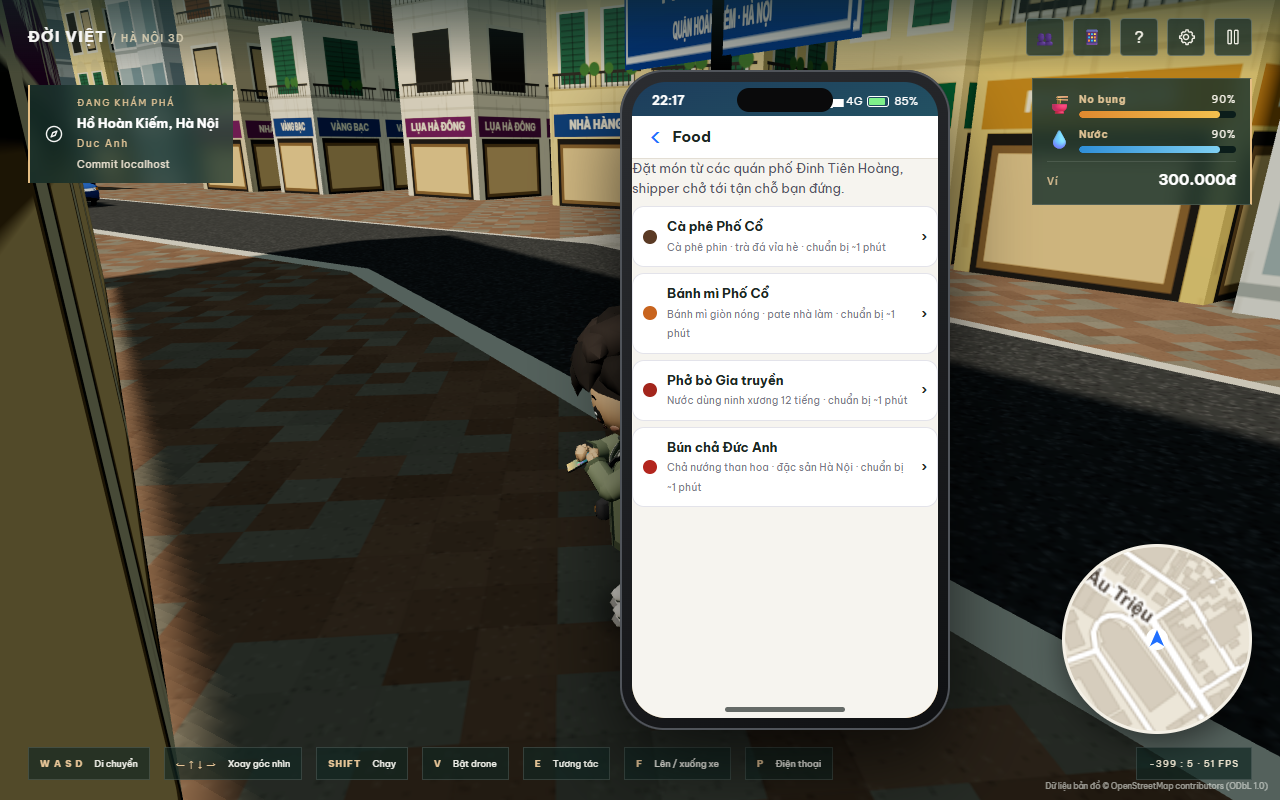 ĐỜI VIỆT / HÀ NỘI 3D
ĐANG KHÁM PHÁ
Hồ Hoàn Kiếm, Hà Nội
Duc Anh
Commit localhost
QUẬN HOÀN KIẾM - HÀ NỘI
VÀNG BẠC
VÀNG BẠC
LỤA HÀ ĐÔNG
LỤA HÀ ĐÔNG
NHÀ HÀNG
?
No bụng 90%
Nước 90%
Ví 300.000đ
22:17 4G 85%
Food
Đặt món từ các quán phố Đinh Tiên Hoàng,
shipper chở tới tận chỗ bạn đứng.
Cà phê Phố Cổ
Cà phê phin · trà đá vỉa hè · chuẩn bị ~1 phút
Bánh mì Phố Cổ
Bánh mì giòn nóng · pate nhà làm · chuẩn bị ~1
phút
Phở bò Gia truyền
Nước dùng ninh xương 12 tiếng · chuẩn bị ~1 phút
Bún chả Đức Anh
Chả nướng than hoa · đặc sản Hà Nội · chuẩn bị
~1 phút
Ấu Triệu
W A S D Di chuyển
←↑↓→ Xoay góc nhìn
SHIFT Chạy
V Bật drone
E Tương tác
F Lên / xuống xe
P Điện thoại
-399 : 5 · 51 FPS
Dữ liệu bản đồ © OpenStreetMap contributors (ODbL 1.0)